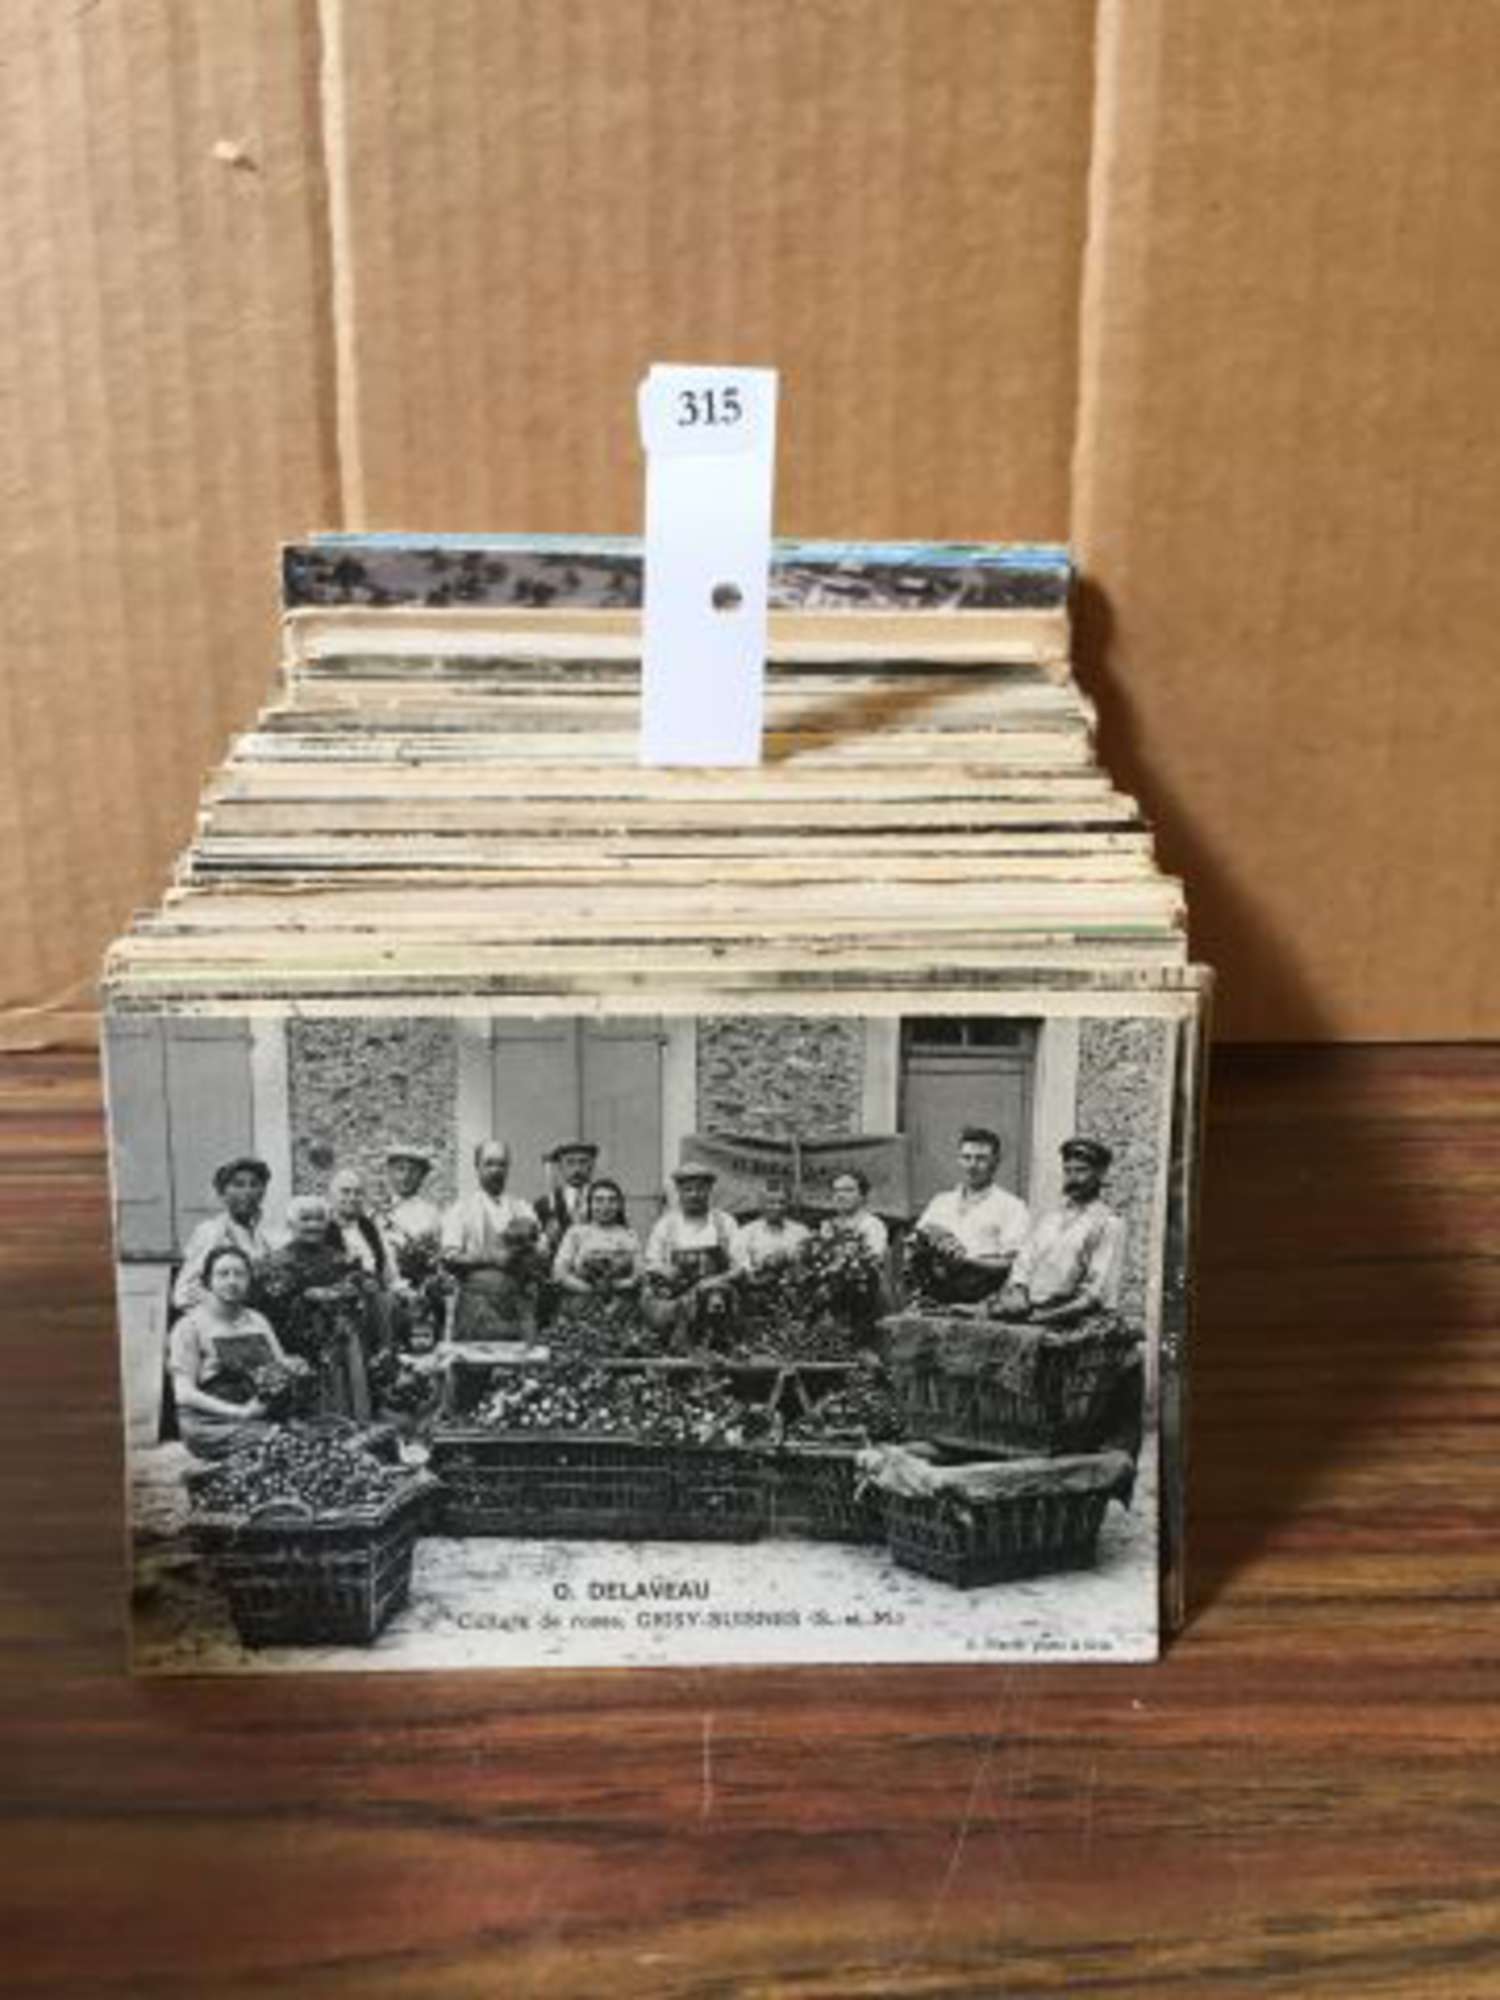 315
O. DELAVEAU
Culture de roses, GRISY-SUISNES (S.-et-M.)